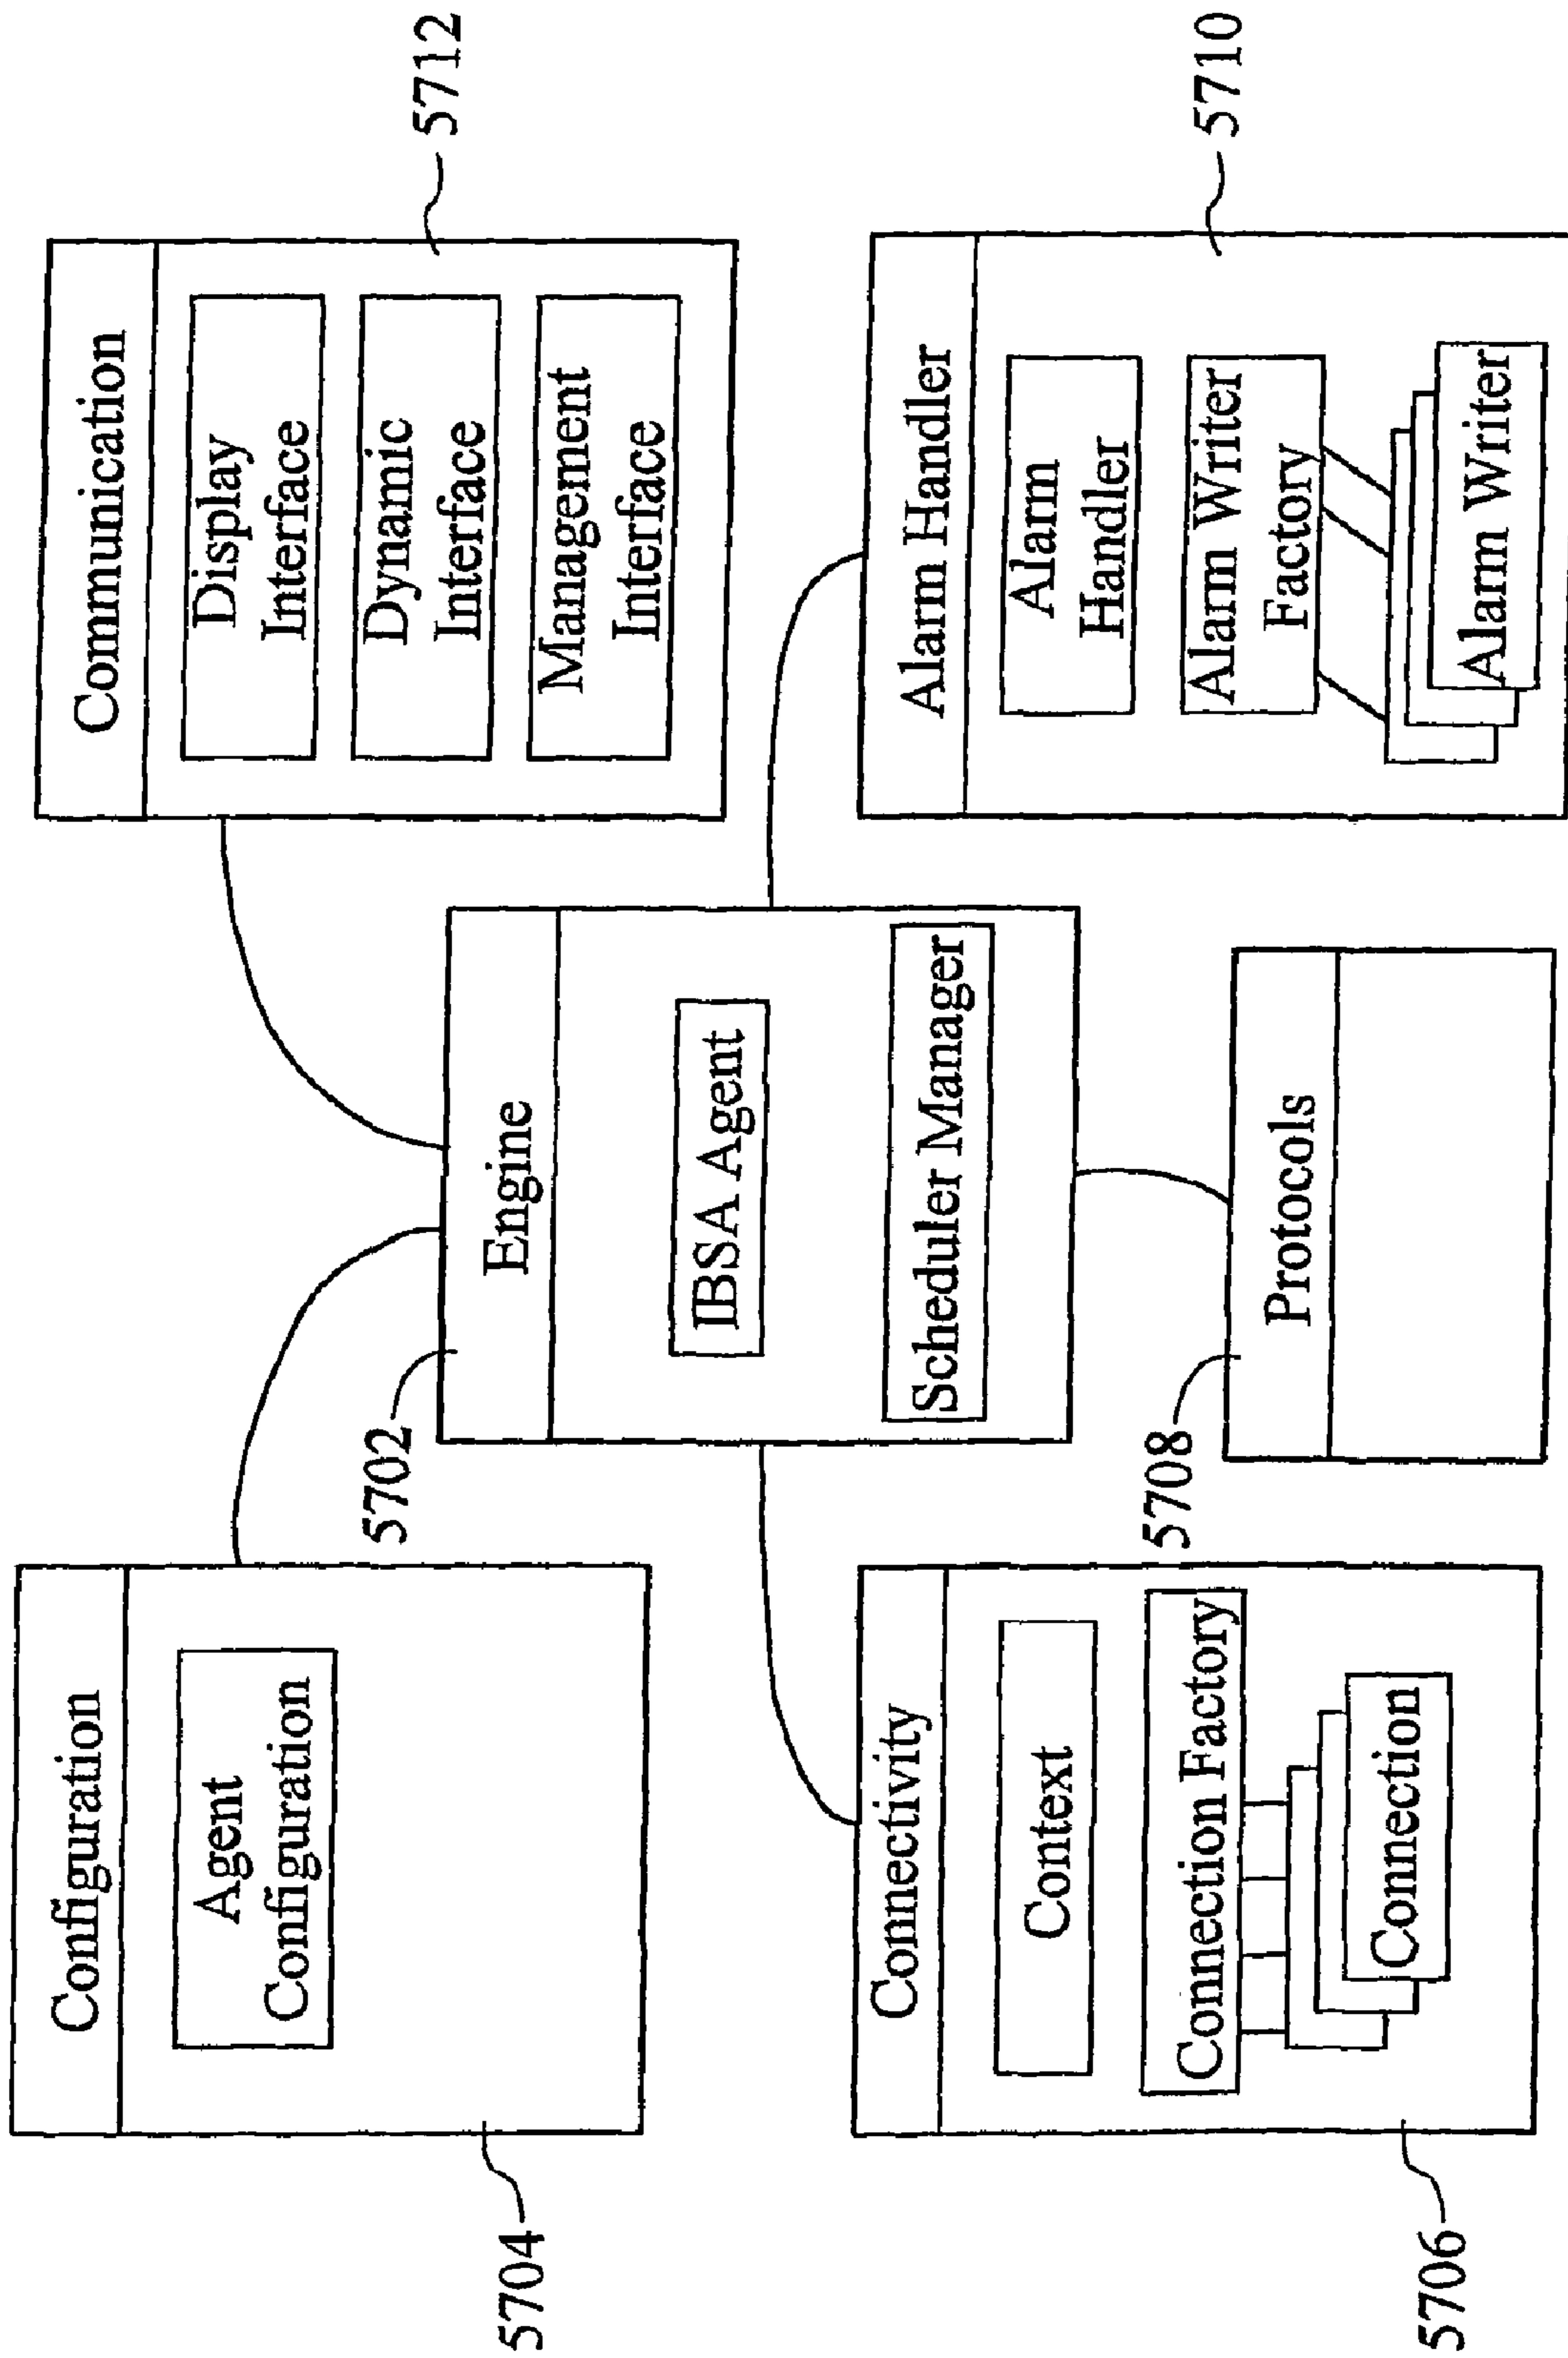 Configuration
Agent
Configuration
5704
Engine
IBSA Agent
Scheduler Manager
5702
Communication
Display
Interface
Dynamic
Interface
Management
Interface
5712
Connectivity
Context
Connection Factory
Connection
5706
Protocols
5708
Alarm Handler
Alarm
Handler
Alarm Writer
Factory
Alarm Writer
5710